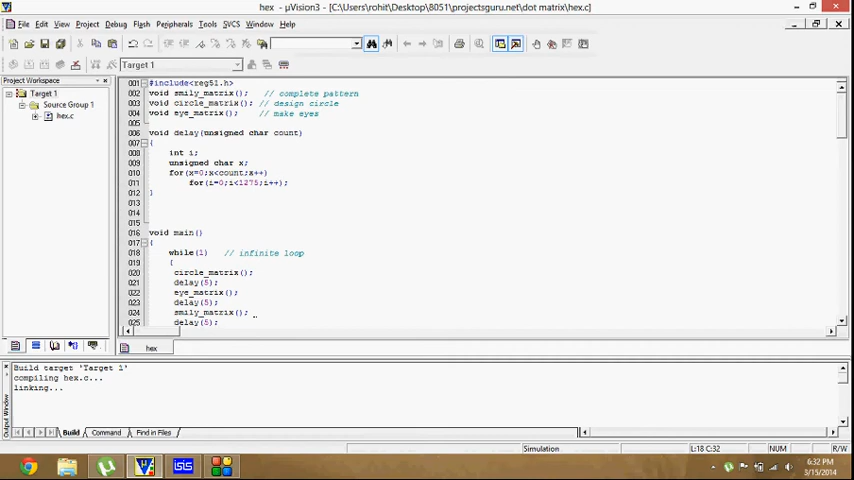 hex - µVision3 - [C:\Users\rohit\Desktop\8051\projectsguru.net\dot matrix\hex.c]
File Edit View Project Debug Flash Peripherals Tools SVCS Window Help
Target 1
Project Workspace
Target 1
Source Group 1
hex.c
001 #include<reg51.h>
002 void smily_matrix(); // complete pattern
003 void circle_matrix(); // design circle
004 void eye_matrix(); // make eyes
005
006 void delay(unsigned char count)
007 {
008 int i;
009 unsigned char x;
010 for(x=0;x<count;x++)
011 for(i=0;i<1275;i++);
012 }
013
014
015
016 void main()
017 {
018 while(1) // infinite loop
019 {
020 circle_matrix();
021 delay(5);
022 eye_matrix();
023 delay(5);
024 smily_matrix();
025 delay(5);
hex
Build target 'Target 1'
compiling hex.c...
linking...
Output Window
Build Command Find in Files
Simulation L:18 C:32 NUM R/W
isis
6:32 PM
3/15/2014